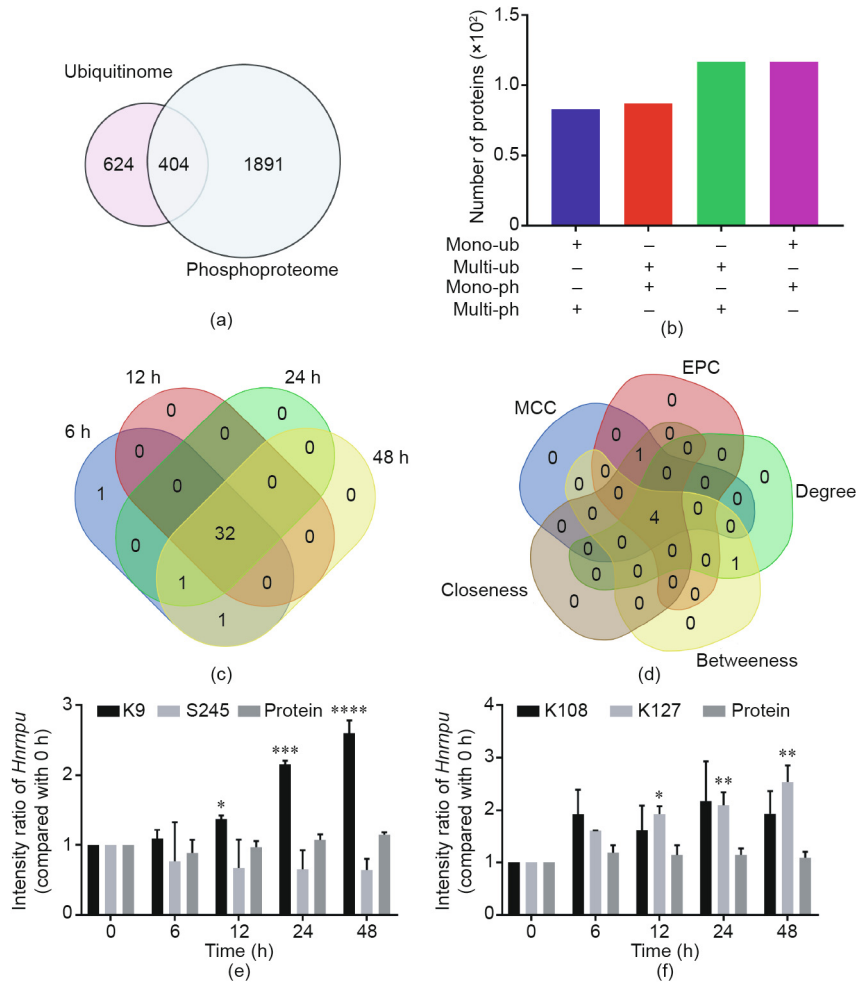 Ubiquitinome
624 404 1891
Phosphoproteome
(a)
Number of proteins (×10²)
1.5
1.0
0.5
0
Mono-ub + – – +
Multi-ub – + + –
Mono-ph – + – +
Multi-ph + – + –
(b)
12 h 24 h
6 h 48 h
0 0
0 0 0
1 0 0 0
32
0 0
1 0
1
(c)
EPC
MCC
Degree
Closeness
Betweeness
0
0 0 1 0 0 0
0 0 0 0 0
0 0 4 0 0
0 0 0 0 0 1
0 0 0 0
0 0 0
(d)
Intensity ratio of Hnrnpu
(compared with 0 h)
3
2
1
0
K9 S245 Protein
* *** ****
0 6 12 24 48
Time (h)
(e)
Intensity ratio of Hnrnpu
(compared with 0 h)
4
3
2
1
0
K108 K127 Protein
* ** **
0 6 12 24 48
Time (h)
(f)